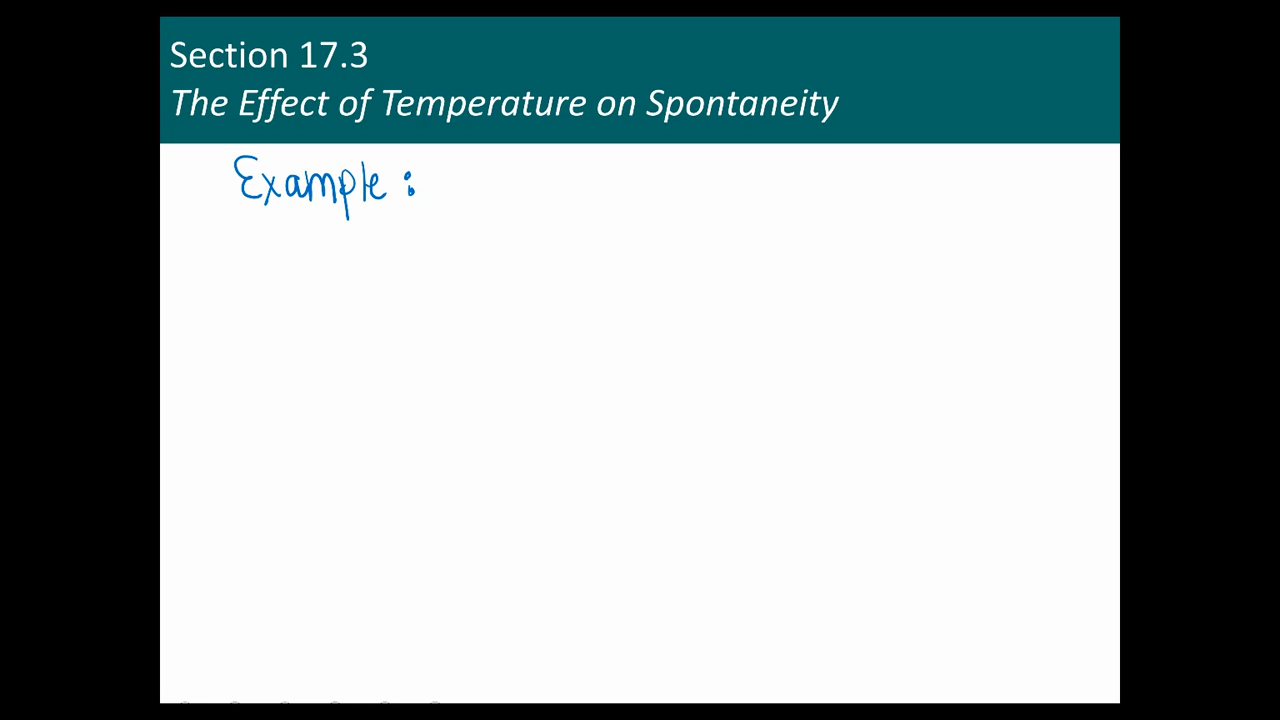 Section 17.3
The Effect of Temperature on Spontaneity
Example :